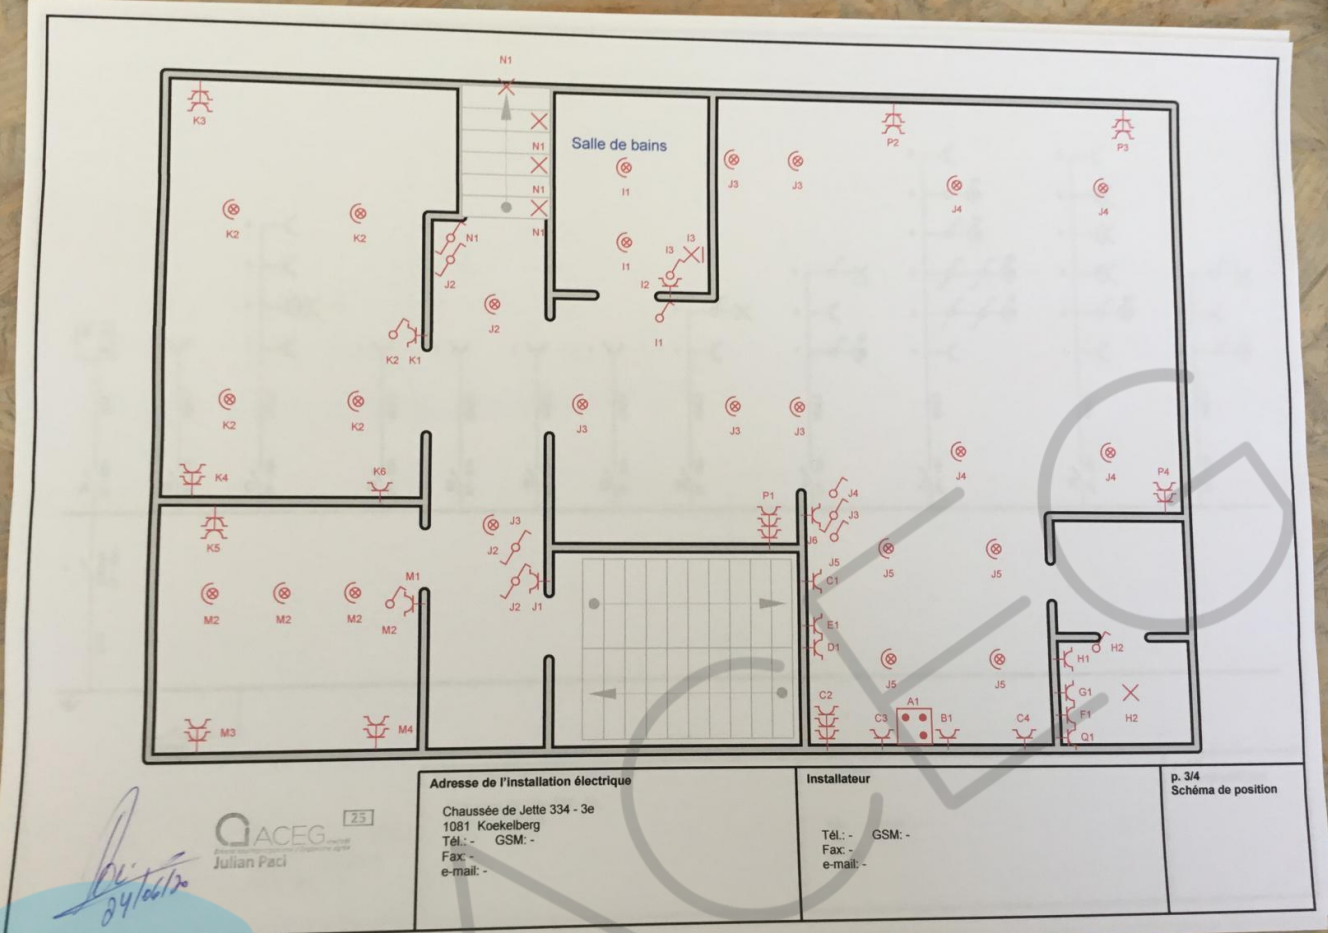 N1
K3
N1
Salle de bains
P2
P3
N1
J3
J3
I1
N1
J4
J4
K2
K2
N1
N1
I3
I3
I1
J2
I2
J2
I1
K2
K1
K2
K2
J3
J3
J3
J4
J4
K4
K6
P1
J4
P4
J3
K5
J3
J2
J6
J5
J5
J5
M1
C1
M2
M2
M2
M2
J2
J1
E1
D1
H2
H1
J5
J5
C2
A1
G1
M3
M4
C3
B1
C4
F1
H2
Q1
Adresse de l'installation électrique
Chaussée de Jette 334 - 3e
1081 Koekelberg
Tél.: - GSM: -
Fax: -
e-mail: -
Installateur
Tél.: - GSM: -
Fax: -
e-mail: -
p. 3/4
Schéma de position
25
ACEG
Julian Paci
24/06/20
ACEG